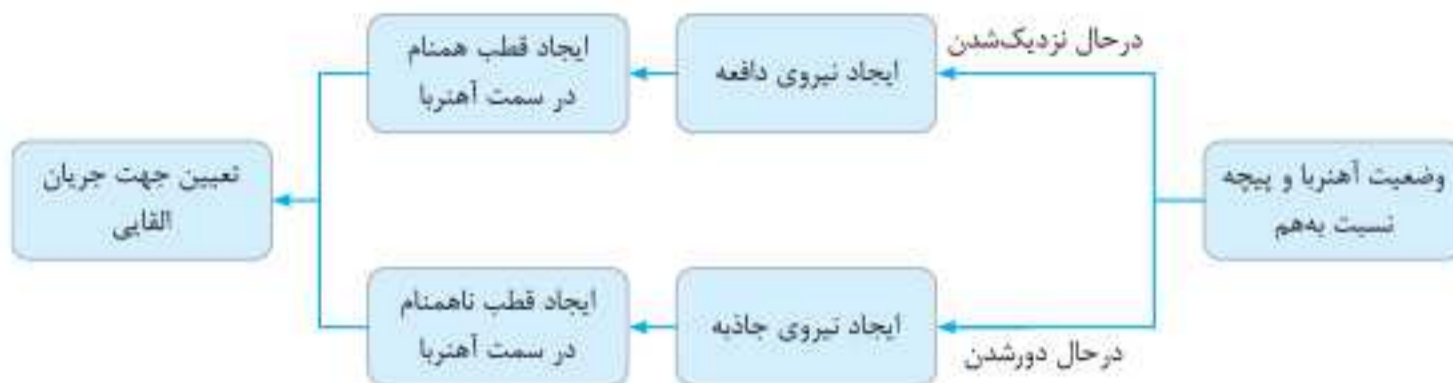 وضعیت آهنربا و پیچه
نسبت به‌هم
درحال نزدیک‌شدن
ایجاد نیروی دافعه
ایجاد قطب همنام
در سمت آهنربا
درحال دورشدن
ایجاد نیروی جاذبه
ایجاد قطب ناهمنام
در سمت آهنربا
تعیین جهت جریان
القایی